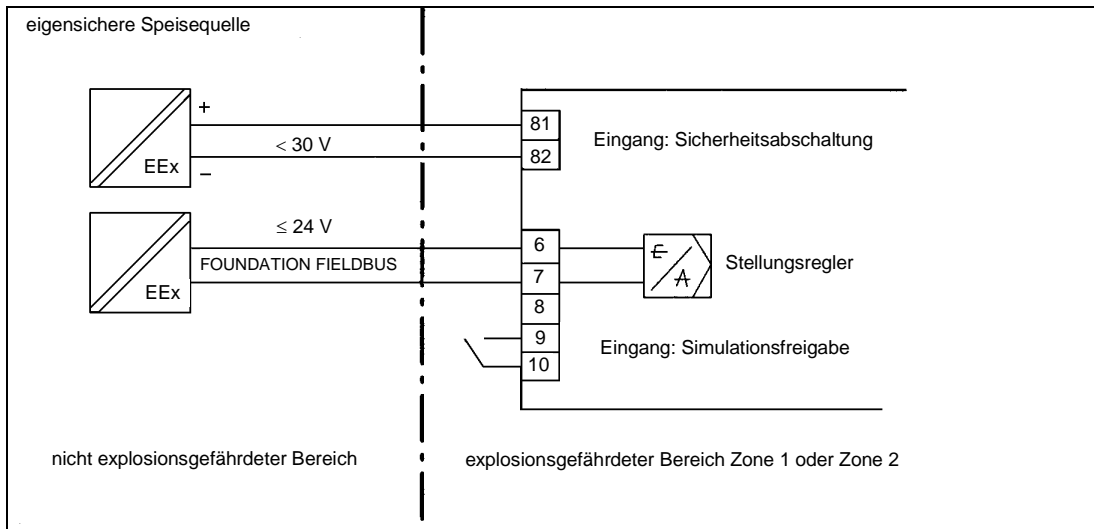 eigensichere Speisequelle
+
< 30 V
EEx
−
81
82
Eingang: Sicherheitsabschaltung
≤ 24 V
FOUNDATION FIELDBUS
EEx
6
7
8
9
10
E
A
Stellungsregler
Eingang: Simulationsfreigabe
nicht explosionsgefährdeter Bereich
explosionsgefährdeter Bereich Zone 1 oder Zone 2